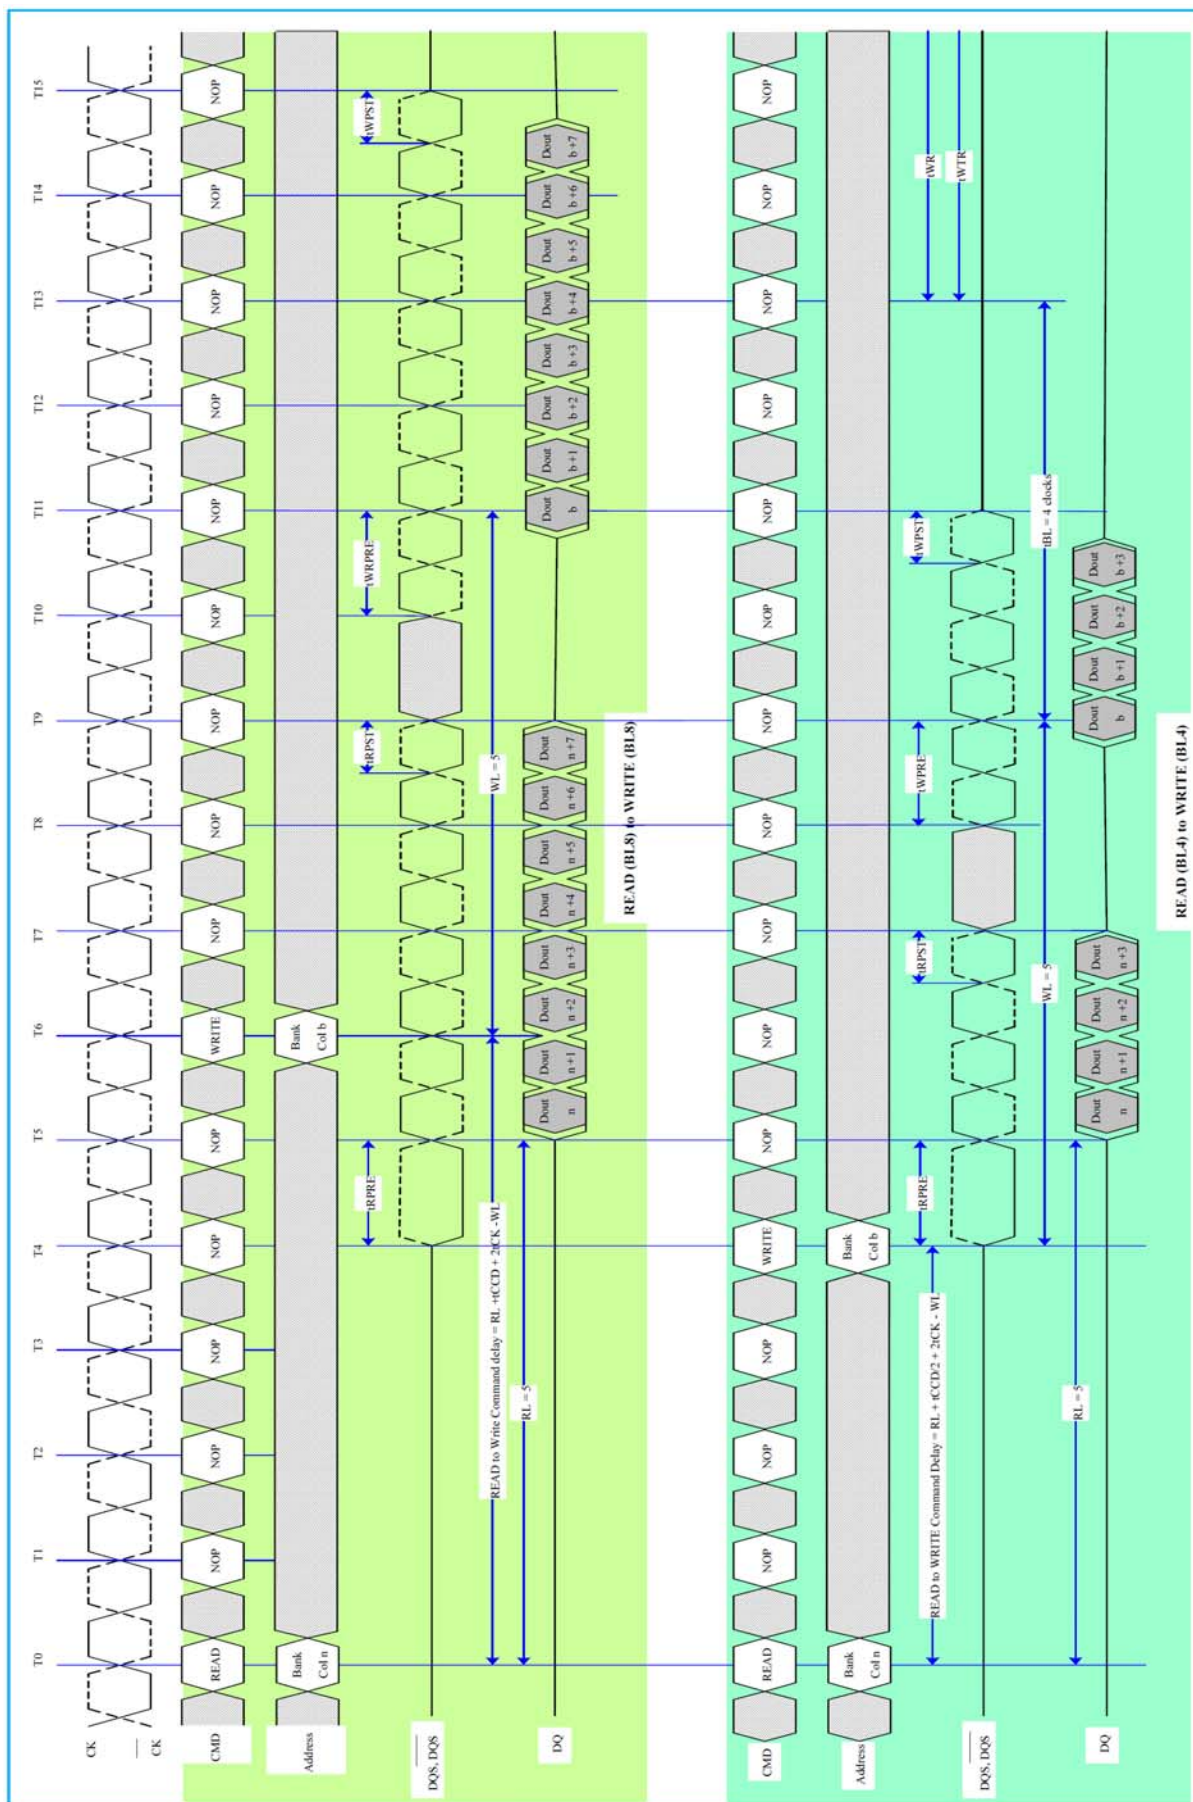 T0 T1 T2 T3 T4 T5 T6 T7 T8 T9 T10 T11 T12 T13 T14 T15
CK
CK
CMD READ NOP NOP NOP NOP NOP WRITE NOP NOP NOP NOP NOP NOP NOP NOP NOP
Address Bank Bank
Col n Col b
tRPRE tRPST tWRPRE tWPST
DQS, DQS
READ to Write Command delay = RL +tCCD + 2tCK -WL WL = 5
RL = 5
DQ Dout Dout Dout Dout Dout Dout Dout Dout Dout Dout Dout Dout Dout Dout Dout Dout
n n +1 n +2 n +3 n +4 n +5 n +6 n +7 b b +1 b +2 b +3 b +4 b +5 b +6 b +7
READ (BL8) to WRITE (BL8)
CMD READ NOP NOP NOP WRITE NOP NOP NOP NOP NOP NOP NOP NOP NOP NOP NOP
Address Bank Bank
Col n Col b
tRPRE tRPST tWPRE tWPST tWR
READ to WRITE Command Delay = RL + tCCD/2 + 2tCK - WL
tWTR
DQS, DQS
WL = 5 tBL = 4 clocks
RL = 5
DQ Dout Dout Dout Dout Dout Dout Dout Dout
n n +1 n +2 n +3 b b +1 b +2 b +3
READ (BL4) to WRITE (BL4)